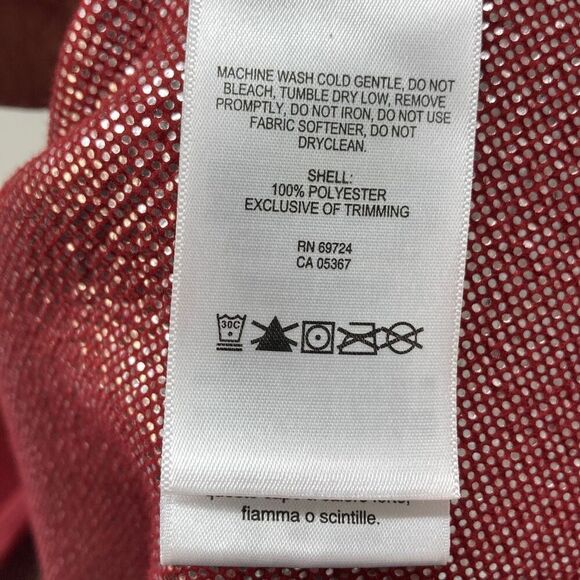 MACHINE WASH COLD GENTLE, DO NOT
BLEACH, TUMBLE DRY LOW, REMOVE
PROMPTLY, DO NOT IRON, DO NOT USE
FABRIC SOFTENER, DO NOT
DRYCLEAN.
SHELL:
100% POLYESTER
EXCLUSIVE OF TRIMMING
RN 69724
CA 05367
30C
fiamma o scintille.